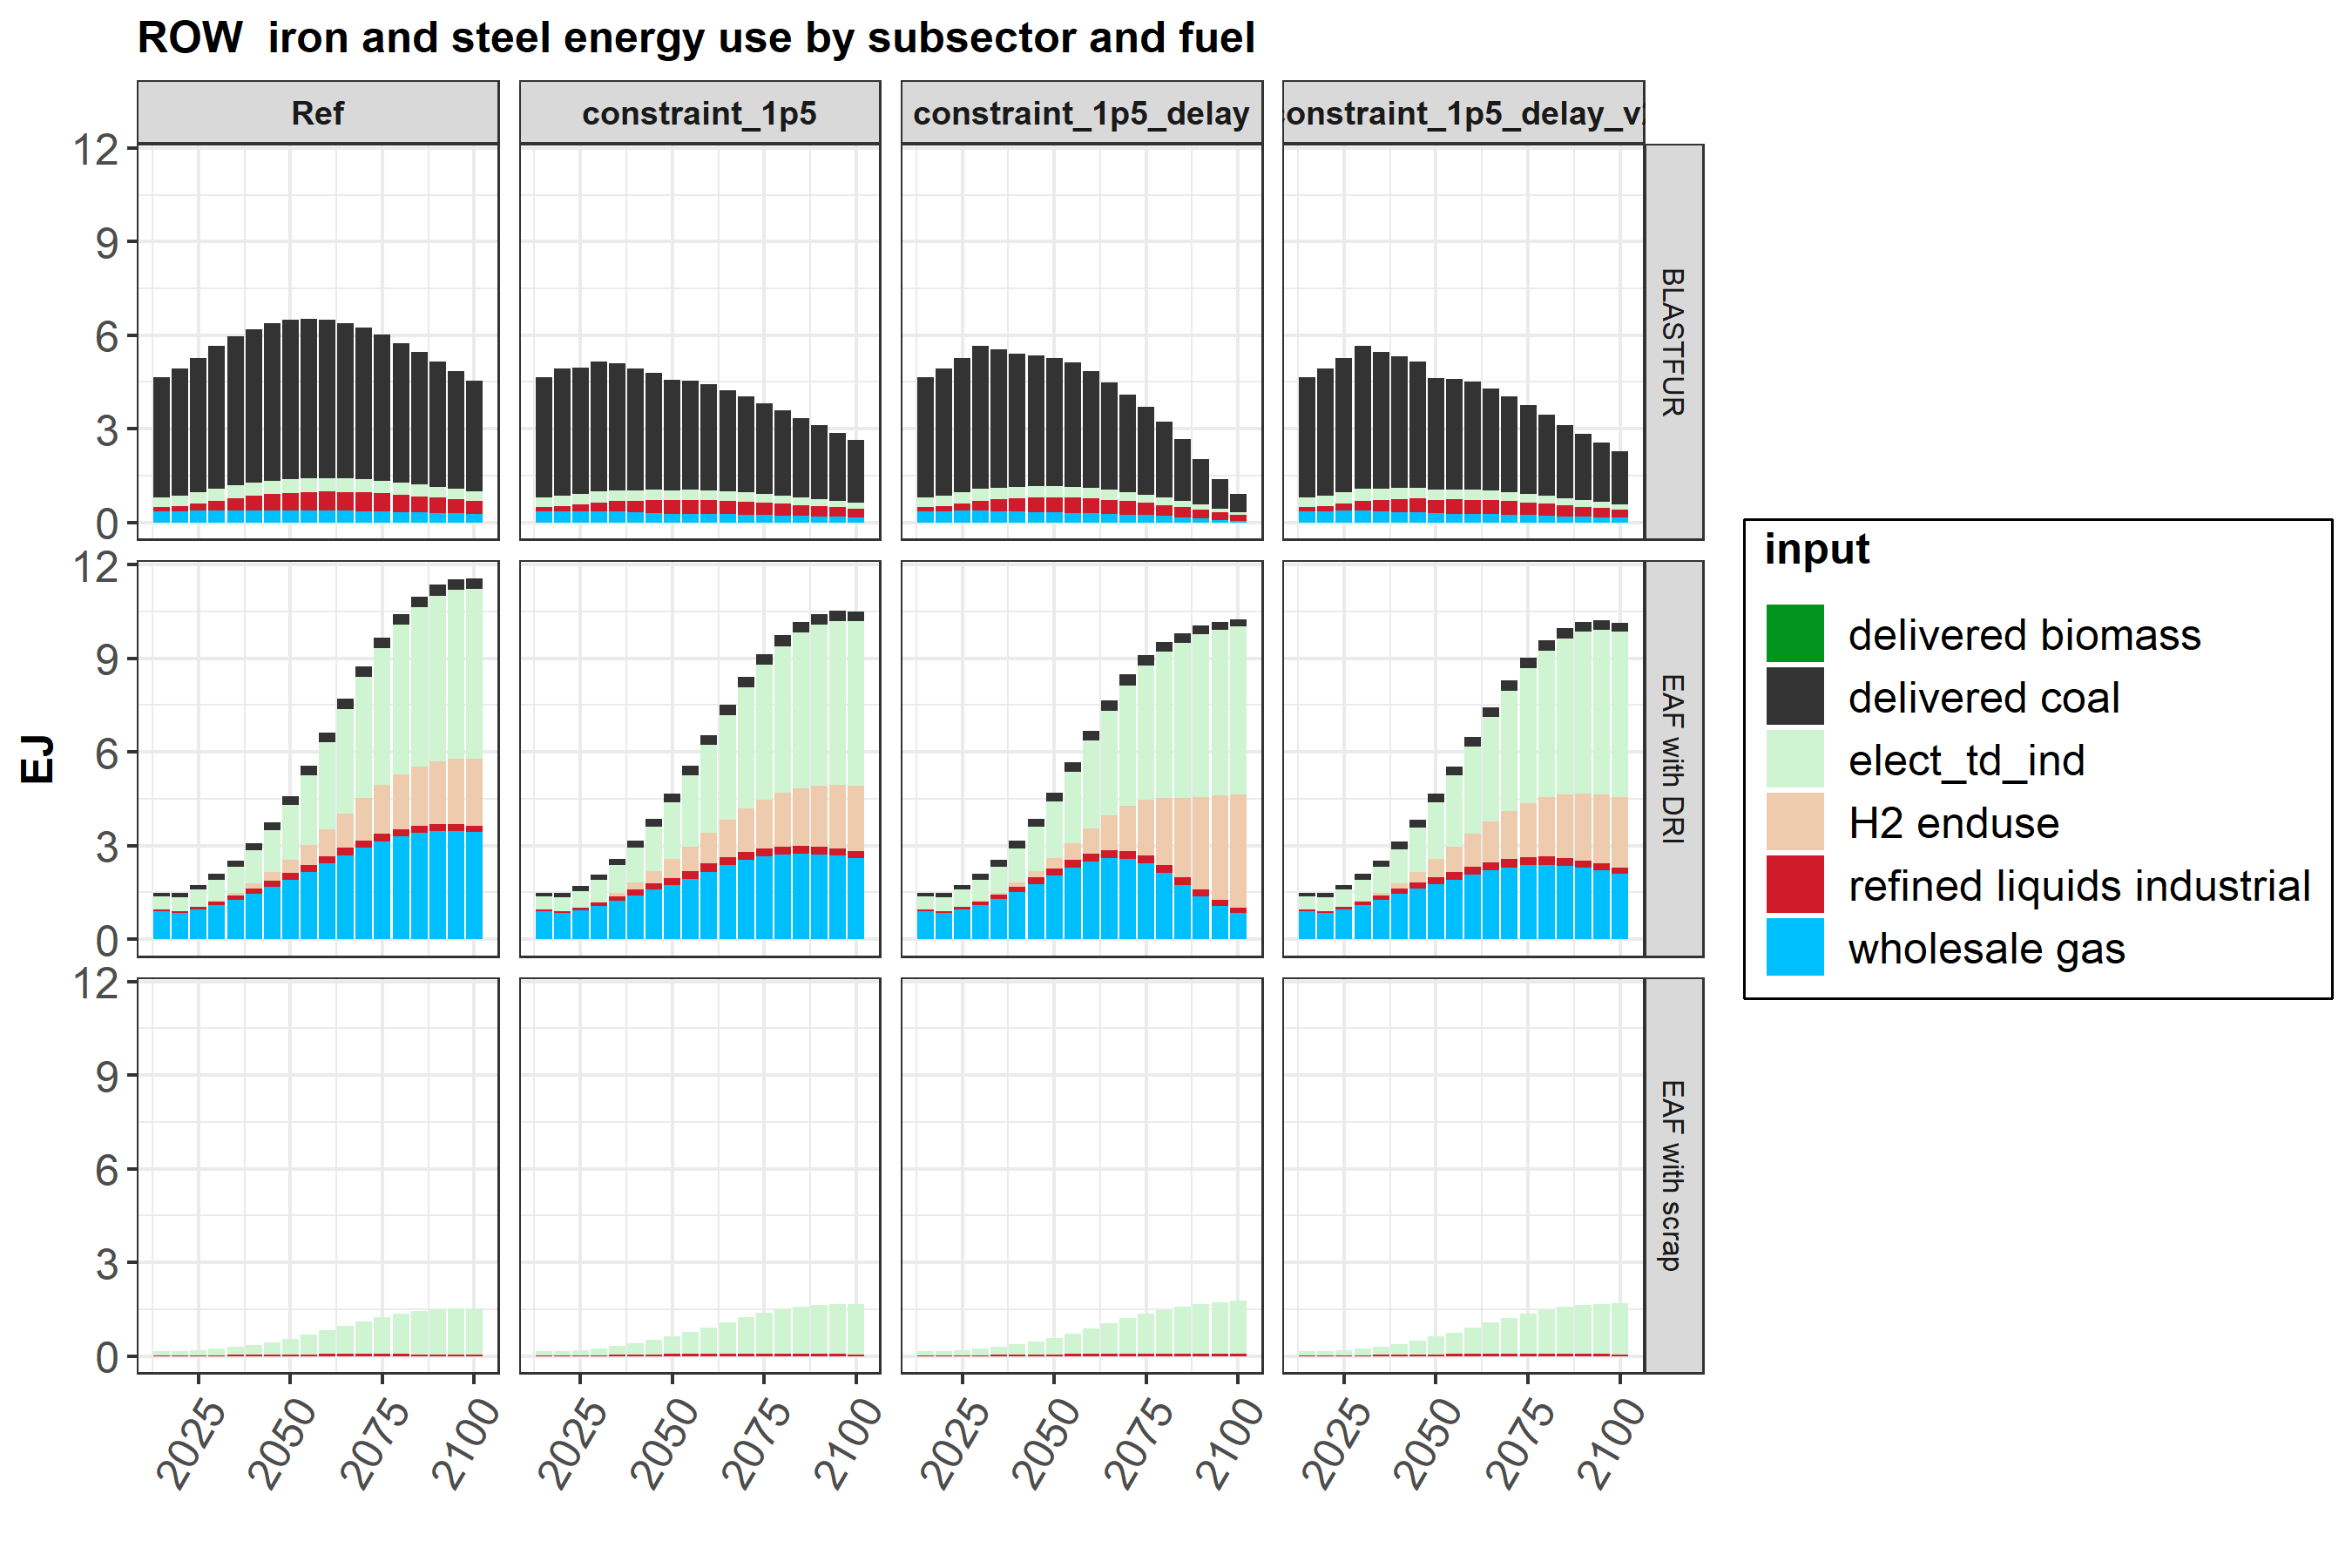 ROW  iron and steel energy use by subsector and fuel
Ref
constraint_1p5
constraint_1p5_delay
constraint_1p5_delay_v2
12
9
6
3
0
BLASTFUR
12
9
6
3
0
EAF with DRI
12
9
6
3
0
EAF with scrap
EJ
2025
2050
2075
2100
2025
2050
2075
2100
2025
2050
2075
2100
2025
2050
2075
2100
input
delivered biomass
delivered coal
elect_td_ind
H2 enduse
refined liquids industrial
wholesale gas